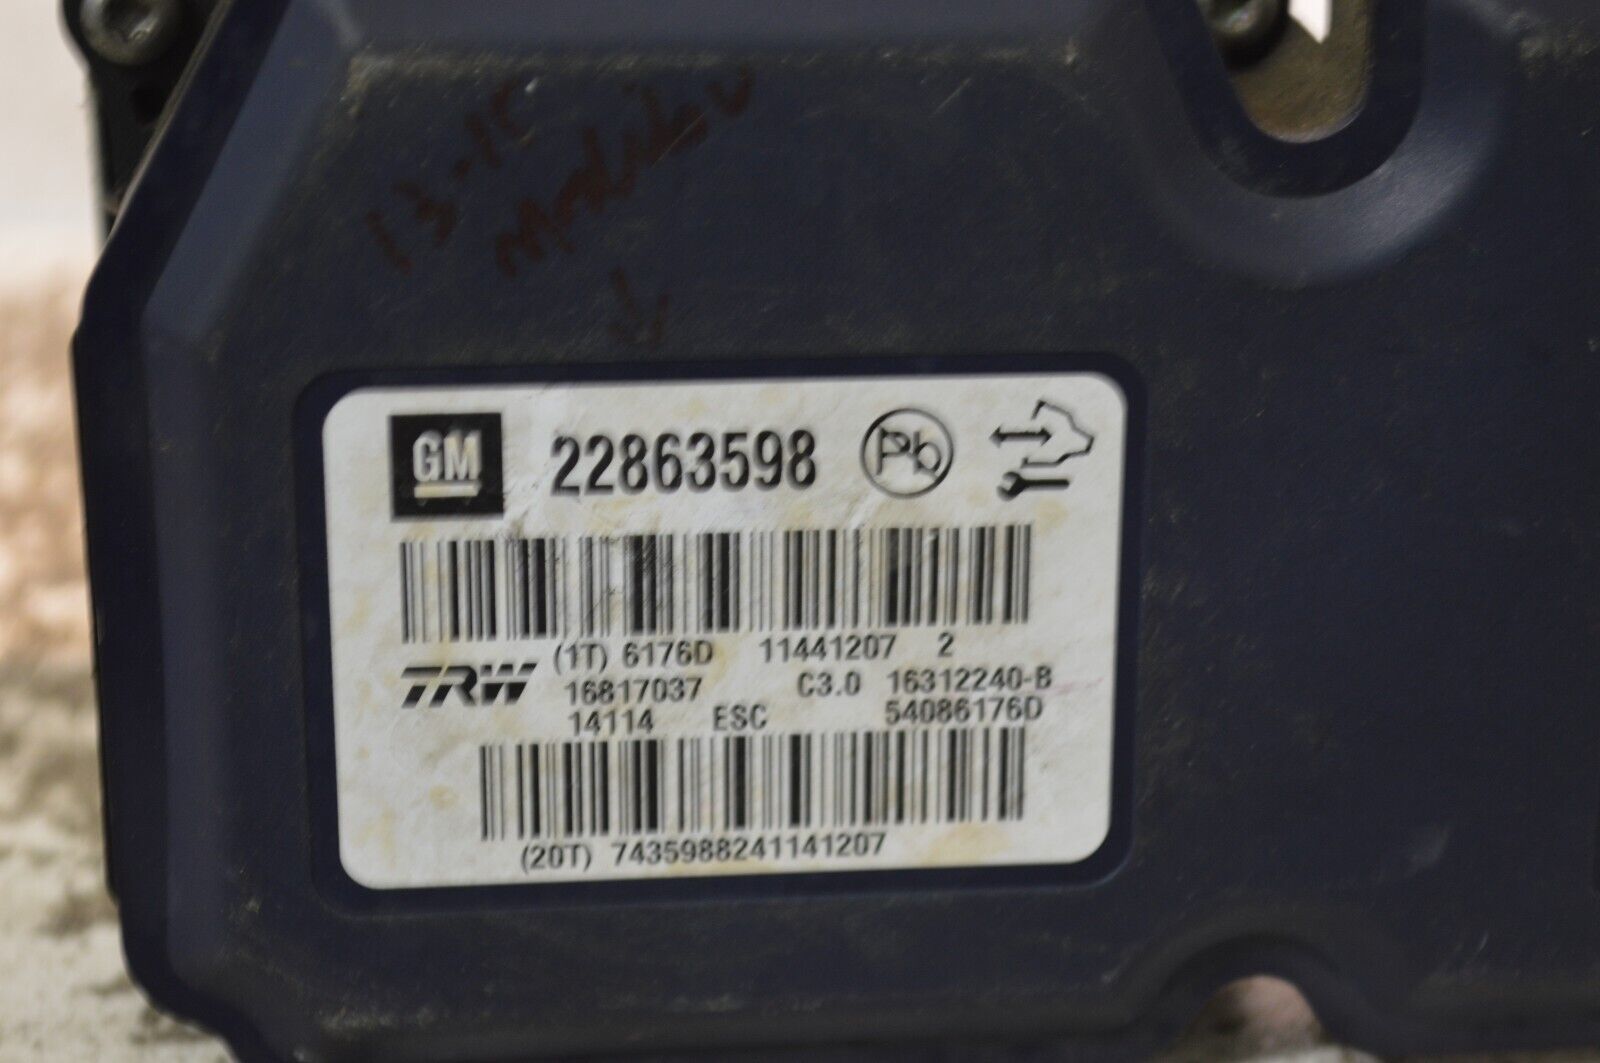 13-15
Malibu
GM 22863598 Pb
(1T) 6176D 11441207 2
TRW 16817037 C3.0 16312240-B
14114 ESC 54086176D
(20T) 7435988241141207